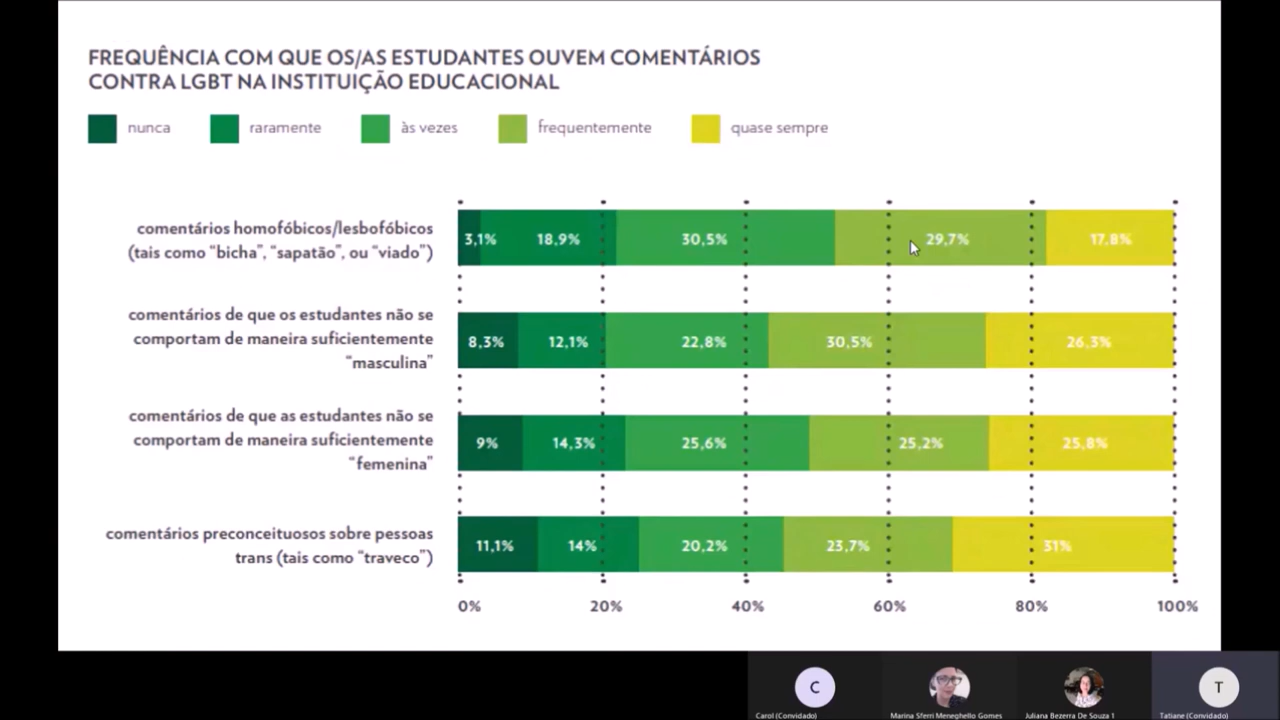 FREQUÊNCIA COM QUE OS/AS ESTUDANTES OUVEM COMENTÁRIOS
CONTRA LGBT NA INSTITUIÇÃO EDUCACIONAL
nunca raramente às vezes frequentemente quase sempre
comentários homofóbicos/lesbofóbicos
(tais como "bicha", "sapatão", ou "viado")
3,1% 18,9% 30,5% 29,7% 17,8%
comentários de que os estudantes não se
comportam de maneira suficientemente
"masculina"
8,3% 12,1% 22,8% 30,5% 26,3%
comentários de que as estudantes não se
comportam de maneira suficientemente
"femenina"
9% 14,3% 25,6% 25,2% 25,8%
comentários preconceituosos sobre pessoas
trans (tais como "traveco")
11,1% 14% 20,2% 23,7% 31%
0% 20% 40% 60% 80% 100%
C T
Carol (Convidado) Marina Sferri Meneghello Gomes Juliana Bezerra De Souza 1 Tatiane (Convidado)